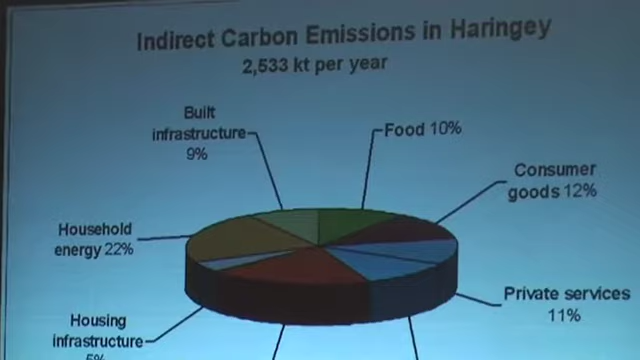 Indirect Carbon Emissions in Haringey
2,533 kt per year
Built
infrastructure
9%
Food 10%
Consumer
goods 12%
Household
energy 22%
Private services
11%
Housing
infrastructure
5%